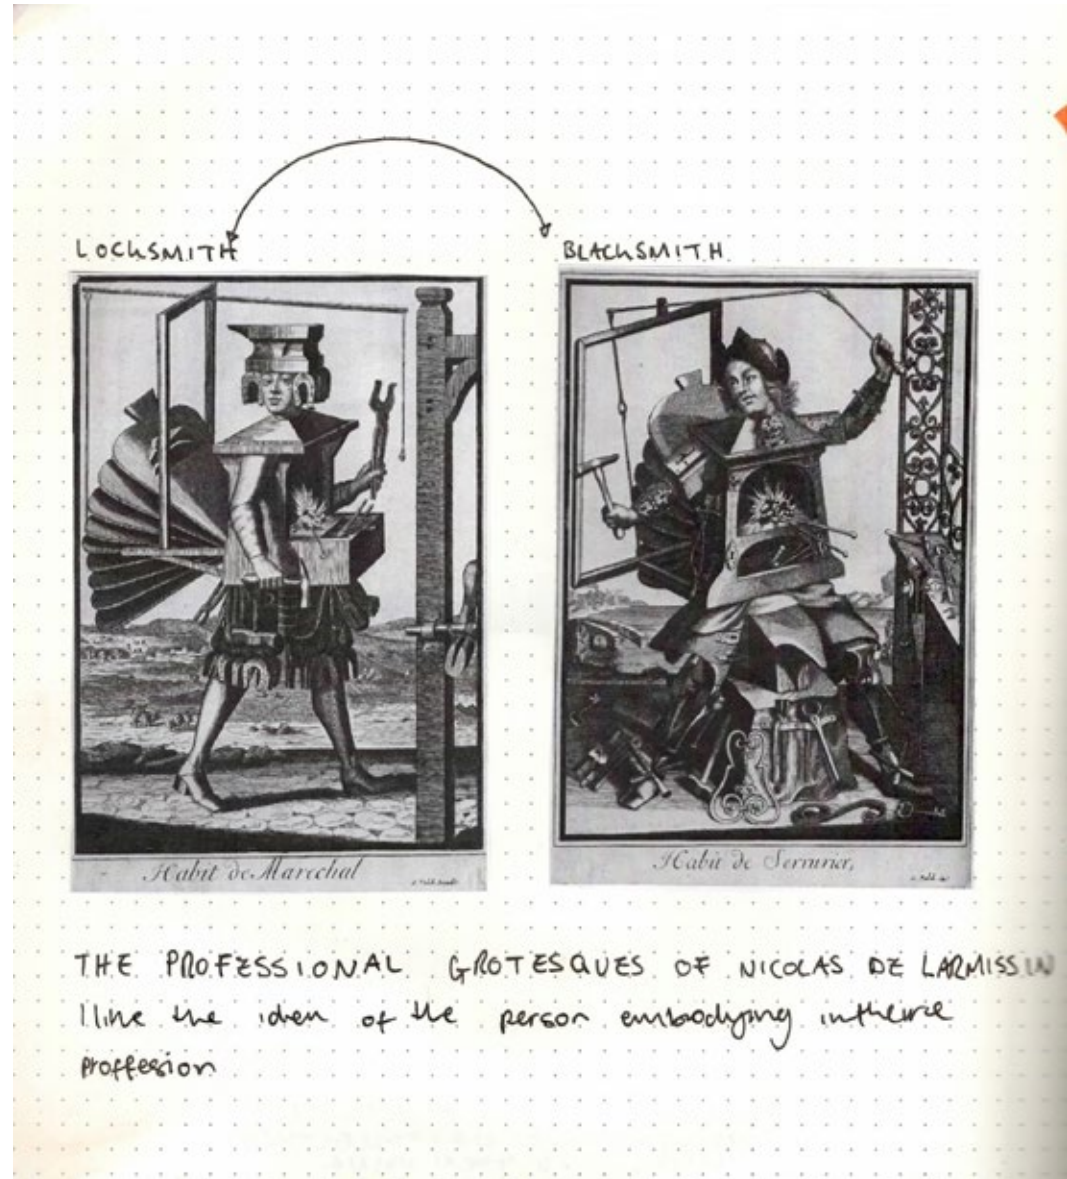 LOCKSMITH
BLACKSMITH
Habit de Marechal
Habit de Serrurier,
THE PROFESSIONAL GROTESQUES OF NICOLAS DE LARMISSIN
I like the idea of the person embodying in theire
proffesion